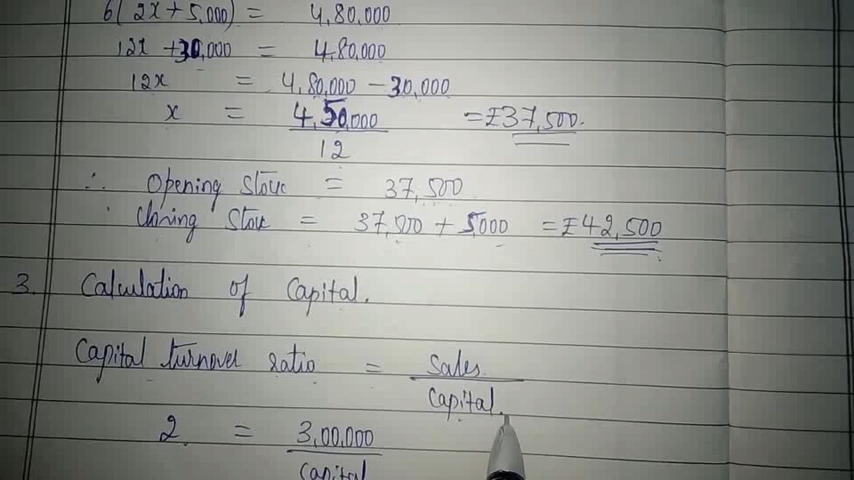 6(2x+5,000) = 4,80,000
12x +30,000 = 4,80,000
12x = 4,80,000 - 30,000
x = 4,50,000 / 12 = ₹37,500.
∴ Opening Stock = 37,500
∴ Closing Stock = 37,500 + 5000 = ₹42,500
3. Calculation of Capital.
Capital turnover ratio = Sales / Capital.
2 = 3,00,000 / Capital